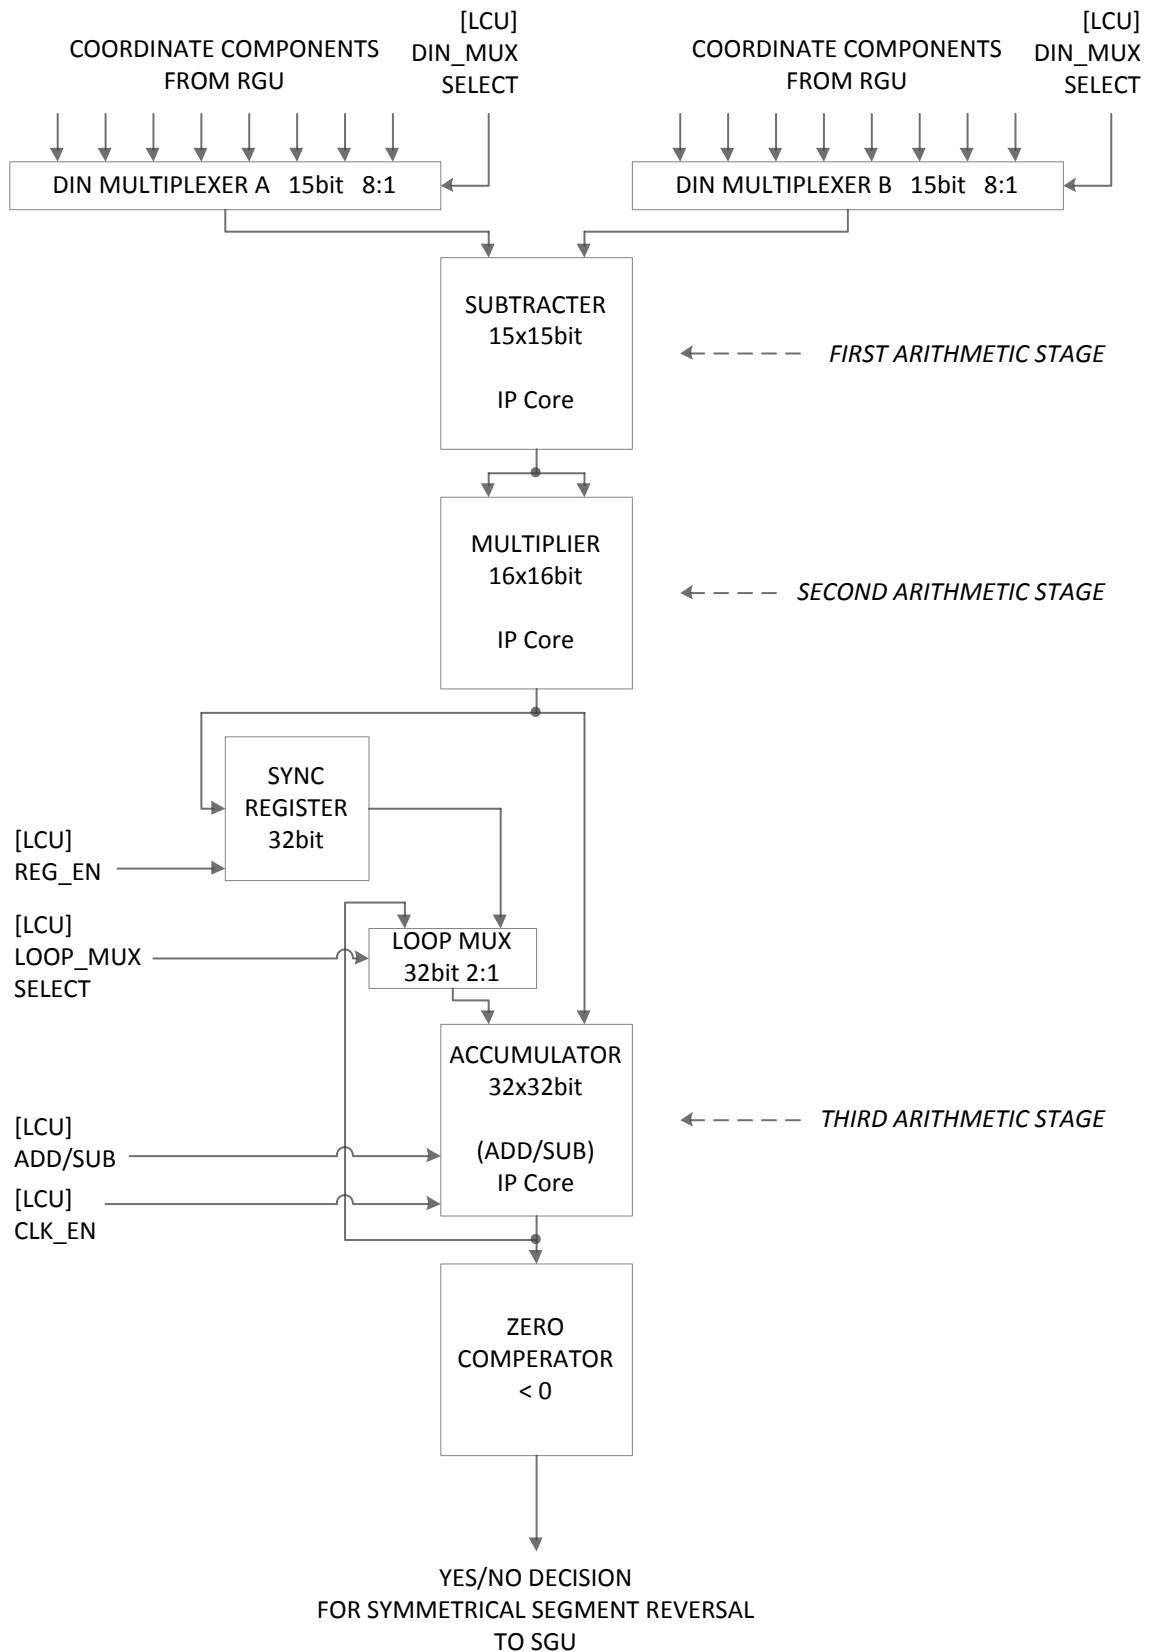 COORDINATE COMPONENTS
FROM RGU
[LCU]
DIN_MUX
SELECT
COORDINATE COMPONENTS
FROM RGU
[LCU]
DIN_MUX
SELECT
DIN MULTIPLEXER A 15bit 8:1
DIN MULTIPLEXER B 15bit 8:1
SUBTRACTER
15x15bit
IP Core
FIRST ARITHMETIC STAGE
MULTIPLIER
16x16bit
IP Core
SECOND ARITHMETIC STAGE
SYNC
REGISTER
32bit
[LCU]
REG_EN
[LCU]
LOOP_MUX
SELECT
LOOP MUX
32bit 2:1
ACCUMULATOR
32x32bit
(ADD/SUB)
IP Core
THIRD ARITHMETIC STAGE
[LCU]
ADD/SUB
[LCU]
CLK_EN
ZERO
COMPERATOR
< 0
YES/NO DECISION
FOR SYMMETRICAL SEGMENT REVERSAL
TO SGU